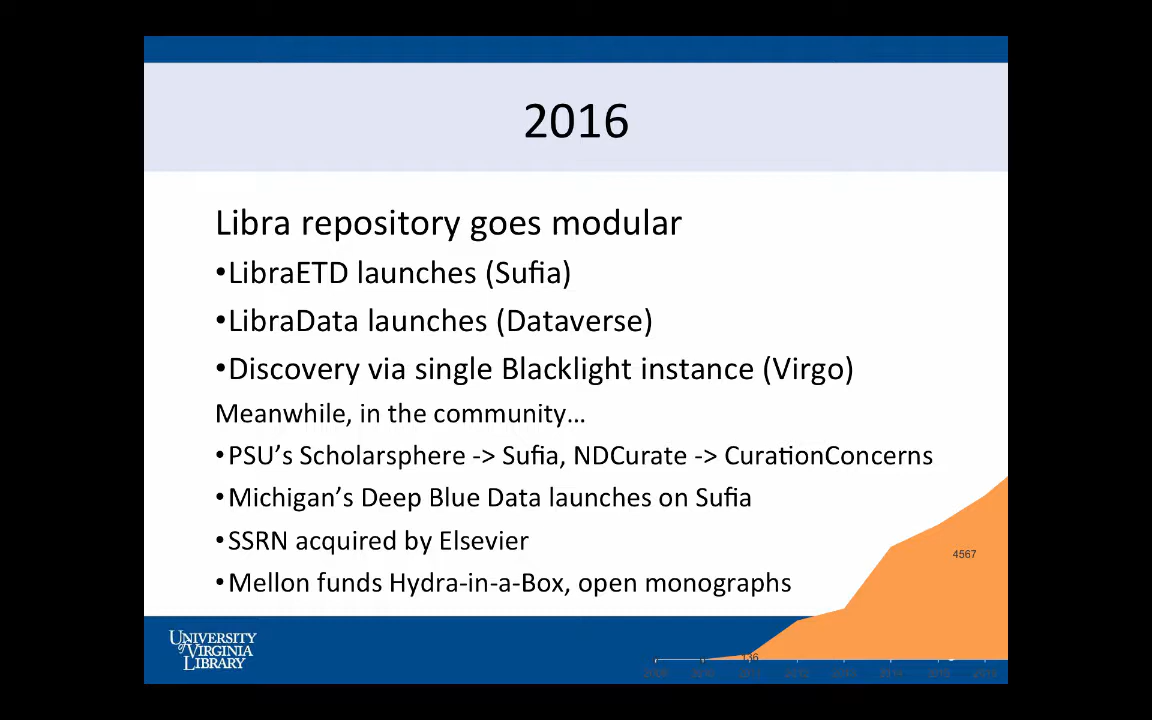 2016
Libra repository goes modular
•LibraETD launches (Sufia)
•LibraData launches (Dataverse)
•Discovery via single Blacklight instance (Virgo)
Meanwhile, in the community…
•PSU’s Scholarsphere -> Sufia, NDCurate -> CurationConcerns
•Michigan’s Deep Blue Data launches on Sufia
•SSRN acquired by Elsevier
•Mellon funds Hydra-in-a-Box, open monographs
4567
136
UNIVERSITY
of VIRGINIA
LIBRARY